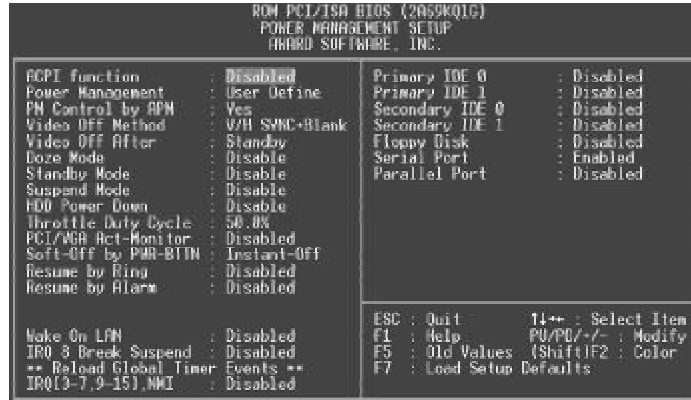 ROM PCI/ISA BIOS (2A69KQ1G)
POWER MANAGEMENT SETUP
AWARD SOFTWARE, INC.
ACPI function : Disabled
Power Management : User Define
PM Control by APM : Yes
Video Off Method : V/H SYNC+Blank
Video Off After : Standby
Doze Mode : Disable
Standby Mode : Disable
Suspend Mode : Disable
HDD Power Down : Disable
Throttle Duty Cycle : 50.0%
PCI/VGA Act-Monitor : Disabled
Soft-Off by PWR-BTTN : Instant-Off
Resume by Ring : Disabled
Resume by Alarm : Disabled
Wake On LAN : Disabled
IRQ 8 Break Suspend : Disabled
** Reload Global Timer Events **
IRQ[3-7,9-15],NMI : Disabled
Primary IDE 0 : Disabled
Primary IDE 1 : Disabled
Secondary IDE 0 : Disabled
Secondary IDE 1 : Disabled
Floppy Disk : Disabled
Serial Port : Enabled
Parallel Port : Disabled
ESC : Quit ↑↓→← : Select Item
F1 : Help PU/PD/+/- : Modify
F5 : Old Values (Shift)F2 : Color
F7 : Load Setup Defaults